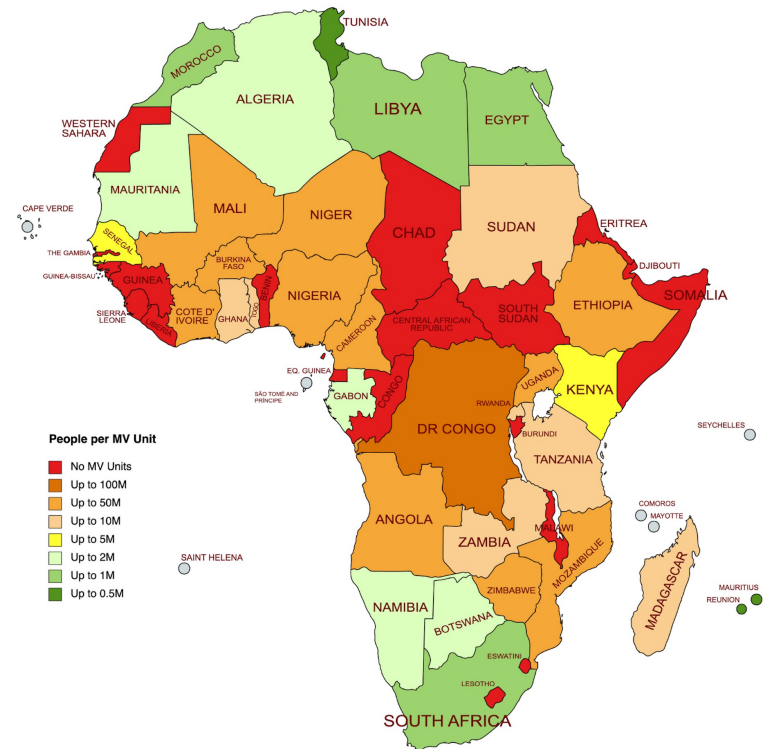 TUNISIA
MOROCCO
ALGERIA
LIBYA
EGYPT
WESTERN
SAHARA
MAURITANIA
MALI
NIGER
CHAD
SUDAN
ERITREA
CAPE VERDE
SENEGAL
THE GAMBIA
GUINEA-BISSAU
GUINEA
SIERRA
LEONE
LIBERIA
COTE D'
IVOIRE
BURKINA
FASO
GHANA
TOGO
BENIN
NIGERIA
CAMEROON
CENTRAL AFRICAN
REPUBLIC
SOUTH
SUDAN
ETHIOPIA
DJIBOUTI
SOMALIA
EQ. GUINEA
SÃO TOMÉ AND
PRÍNCIPE
GABON
CONGO
DR CONGO
UGANDA
KENYA
RWANDA
BURUNDI
TANZANIA
SEYCHELLES
COMOROS
MAYOTTE
People per MV Unit
No MV Units
Up to 100M
Up to 50M
Up to 10M
Up to 5M
Up to 2M
Up to 1M
Up to 0.5M
SAINT HELENA
ANGOLA
ZAMBIA
MALAWI
MOZAMBIQUE
ZIMBABWE
MADAGASCAR
MAURITIUS
REUNION
NAMIBIA
BOTSWANA
ESWATINI
LESOTHO
SOUTH AFRICA